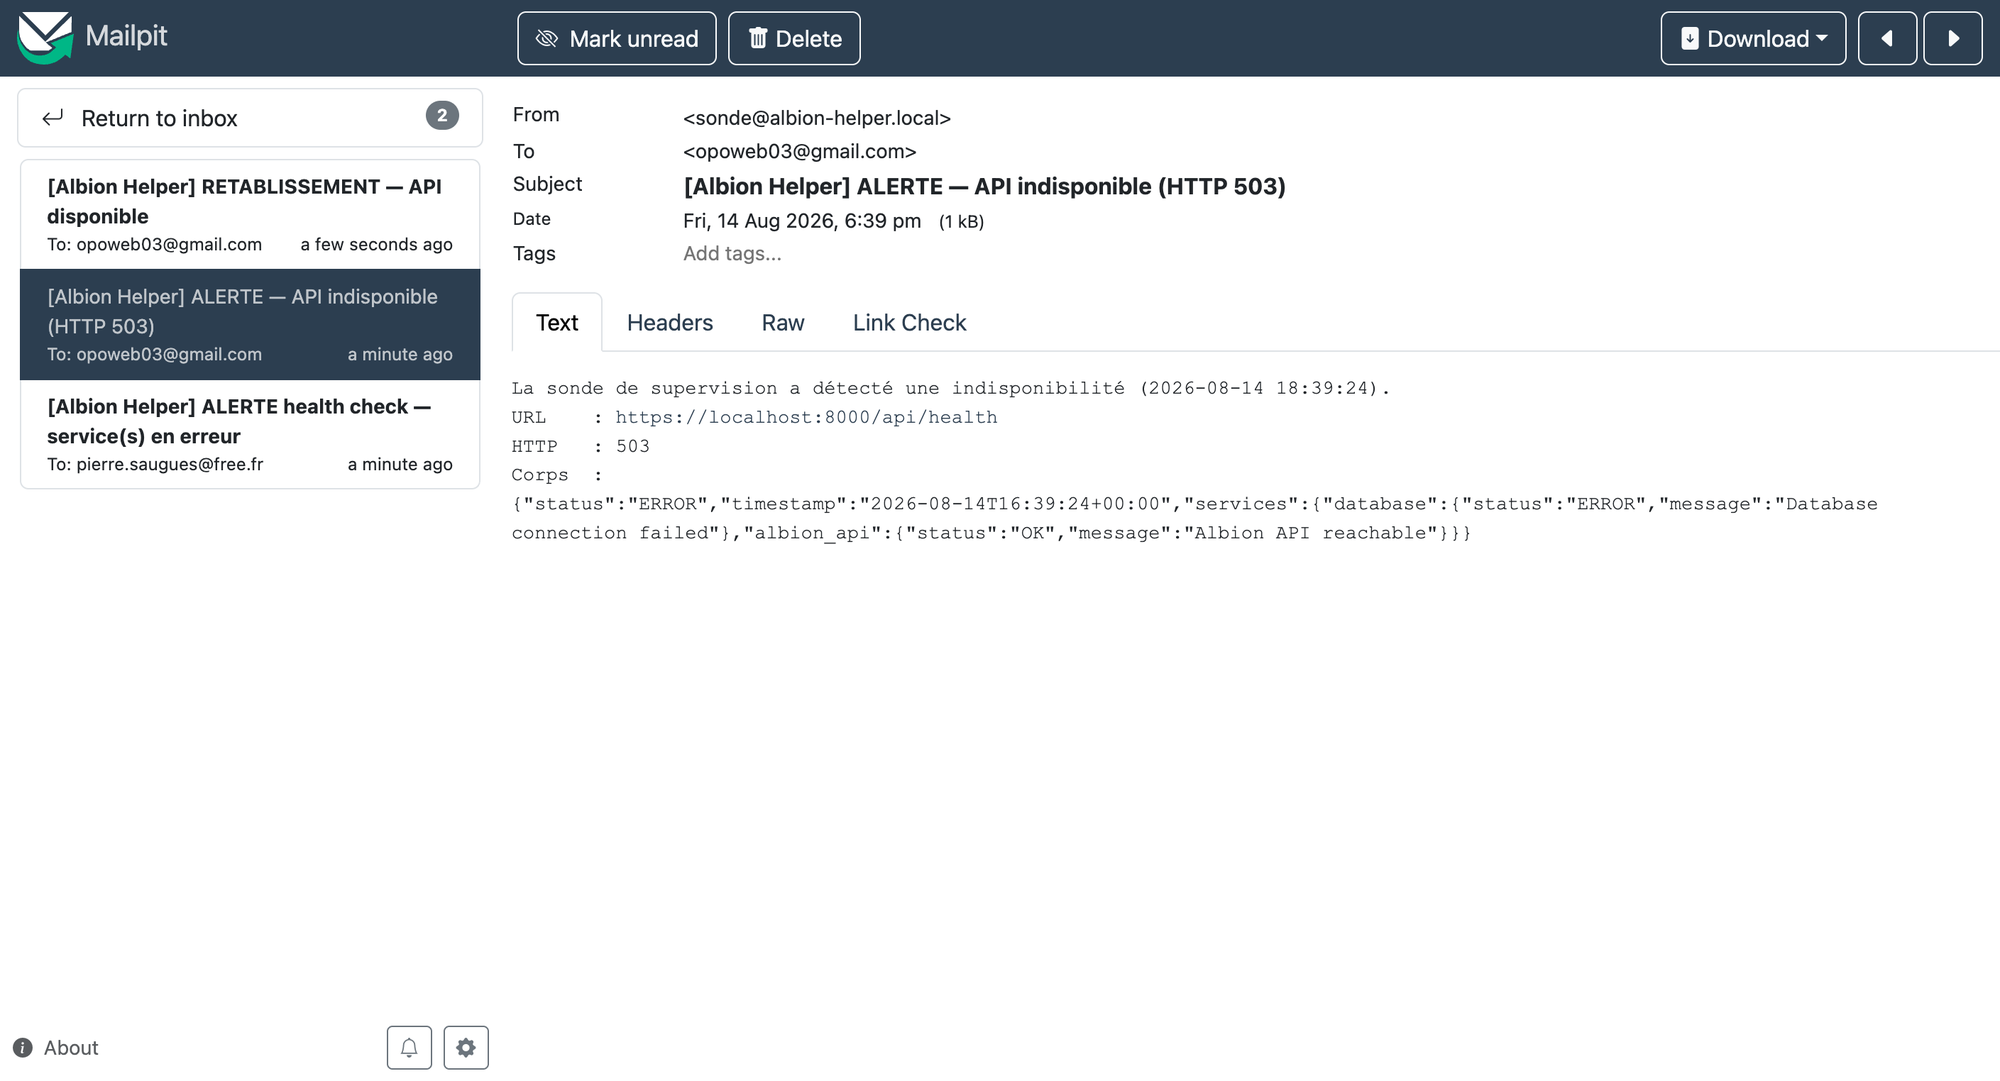 Mailpit
Mark unread
Delete
Download
Return to inbox
2
[Albion Helper] RETABLISSEMENT — API
disponible
To: opoweb03@gmail.com a few seconds ago
[Albion Helper] ALERTE — API indisponible
(HTTP 503)
To: opoweb03@gmail.com a minute ago
[Albion Helper] ALERTE health check —
service(s) en erreur
To: pierre.saugues@free.fr a minute ago
From <sonde@albion-helper.local>
To <opoweb03@gmail.com>
Subject [Albion Helper] ALERTE — API indisponible (HTTP 503)
Date Fri, 14 Aug 2026, 6:39 pm (1 kB)
Tags Add tags...
Text Headers Raw Link Check
La sonde de supervision a détecté une indisponibilité (2026-08-14 18:39:24).
URL : https://localhost:8000/api/health
HTTP : 503
Corps :
{"status":"ERROR","timestamp":"2026-08-14T16:39:24+00:00","services":{"database":{"status":"ERROR","message":"Database
connection failed"},"albion_api":{"status":"OK","message":"Albion API reachable"}}}
About